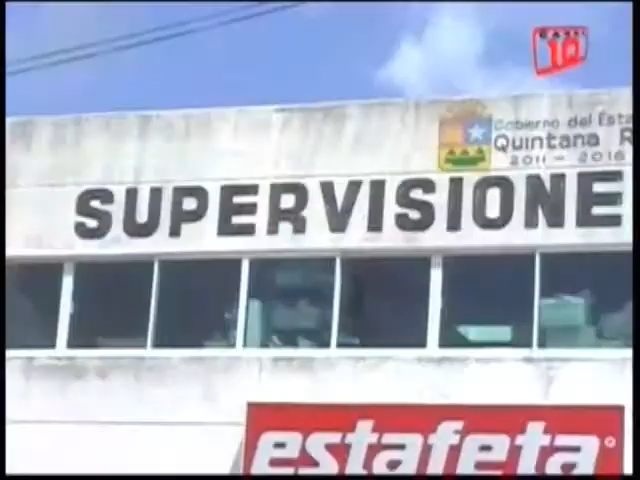 CANAL
10
Gobierno del Esta
Quintana R
2011 - 2016
SUPERVISIONE
estafeta